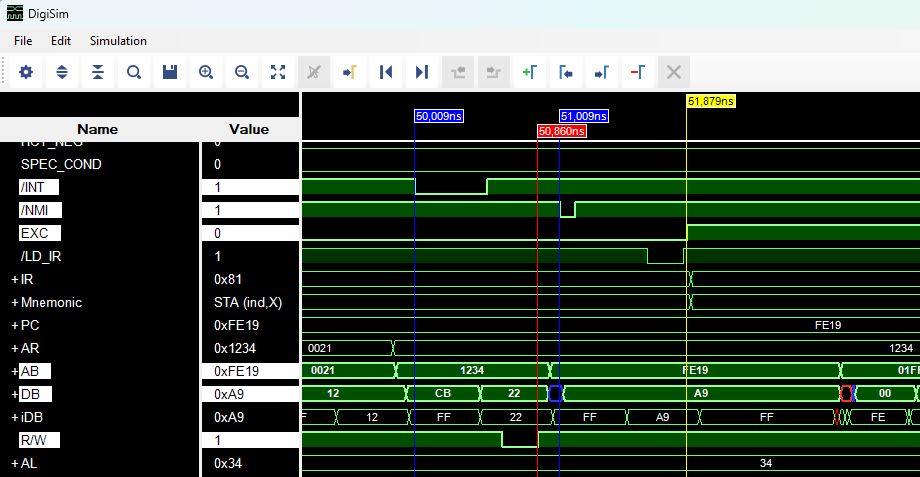 DigiSim
File Edit Simulation
50,009ns 51,009ns 51,879ns
50,860ns
Name Value
SPEC_COND 0
/INT 1
/NMI 1
EXC 0
/LD_IR 1
+IR 0x81
+Mnemonic STA (ind,X)
+PC 0xFE19 FE19
+AR 0x1234 0021 1234
+AB 0xFE19 0021 1234 FE19 01FF
+DB 0xA9 12 CB 22 A9 00
+iDB 0xA9 F 12 FF 22 FF A9 FF FE
R/W 1
+AL 0x34 34